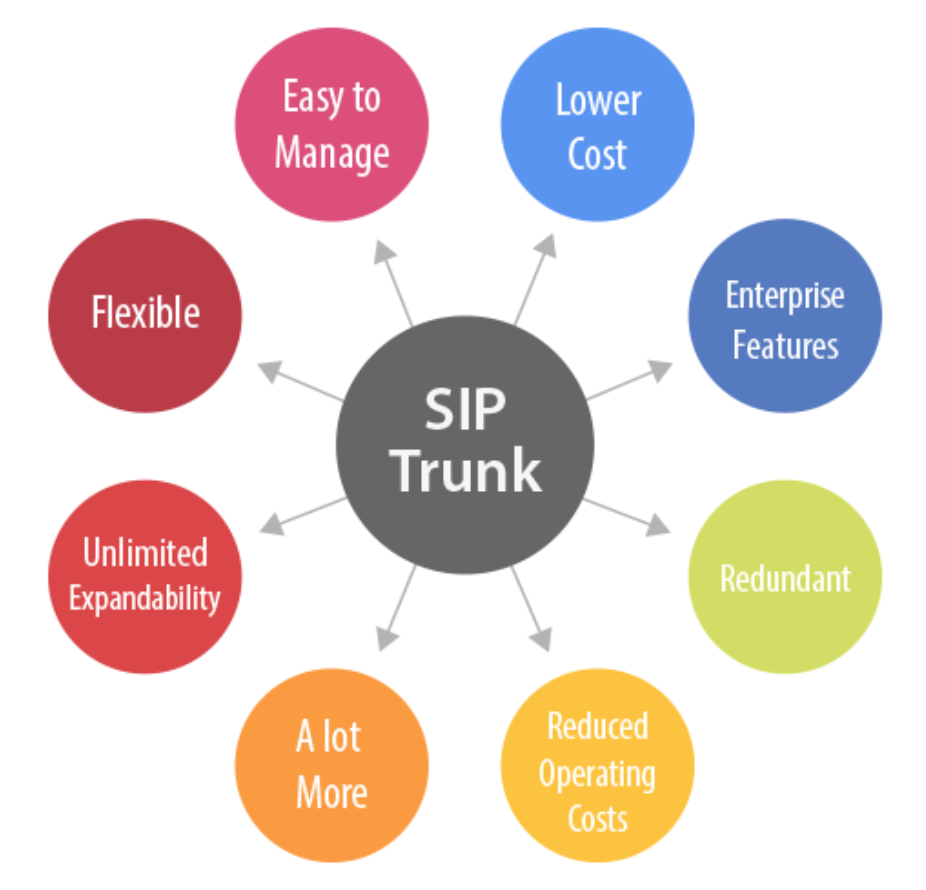 Easy to
Manage
Lower
Cost
Flexible
Enterprise
Features
SIP
Trunk
Unlimited
Expandability
Redundant
A lot
More
Reduced
Operating
Costs